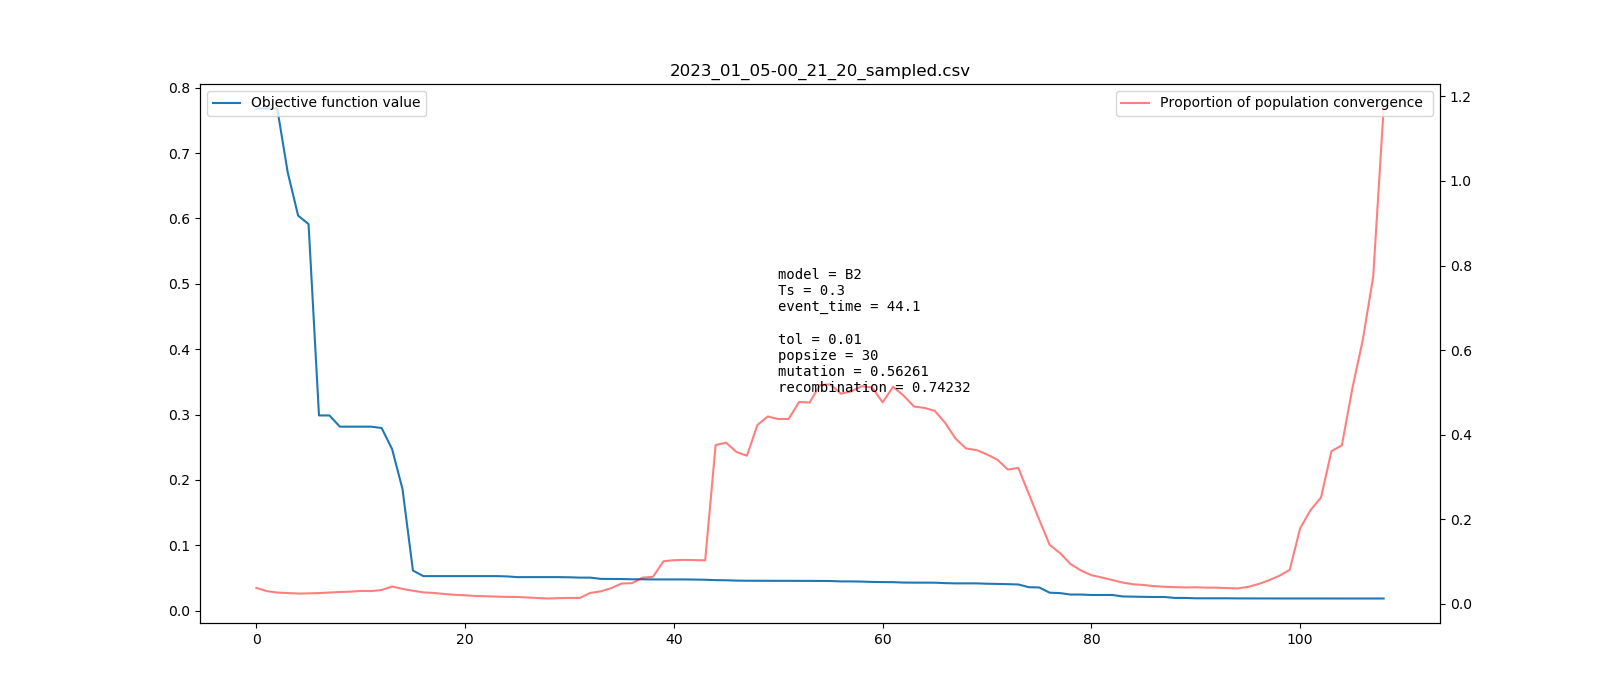 2023_01_05-00_21_20_sampled.csv
Objective function value
Proportion of population convergence
0.8
0.7
0.6
0.5
0.4
0.3
0.2
0.1
0.0
model = B2
Ts = 0.3
event_time = 44.1
tol = 0.01
popsize = 30
mutation = 0.56261
recombination = 0.74232
1.2
1.0
0.8
0.6
0.4
0.2
0.0
0
20
40
60
80
100